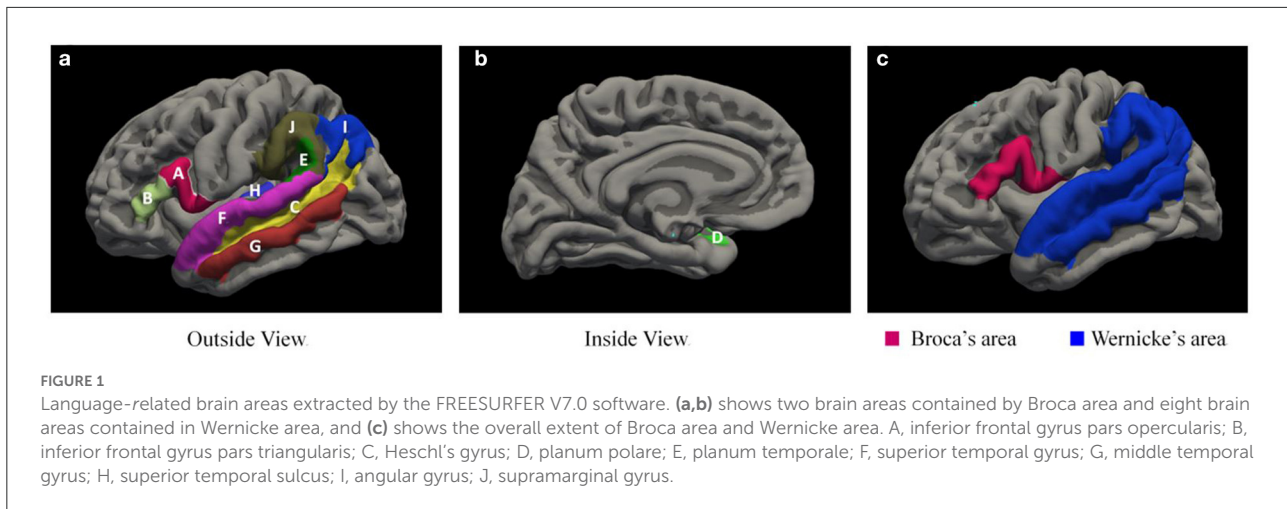 a
b
c
J
I
E
A
H
B
C
F
G
D
Outside View
Inside View
Broca's area
Wernicke's area
FIGURE 1
Language-related brain areas extracted by the FREESURFER V7.0 software. (a,b) shows two brain areas contained by Broca area and eight brain
areas contained in Wernicke area, and (c) shows the overall extent of Broca area and Wernicke area. A, inferior frontal gyrus pars opercularis; B,
inferior frontal gyrus pars triangularis; C, Heschl's gyrus; D, planum polare; E, planum temporale; F, superior temporal gyrus; G, middle temporal
gyrus; H, superior temporal sulcus; I, angular gyrus; J, supramarginal gyrus.